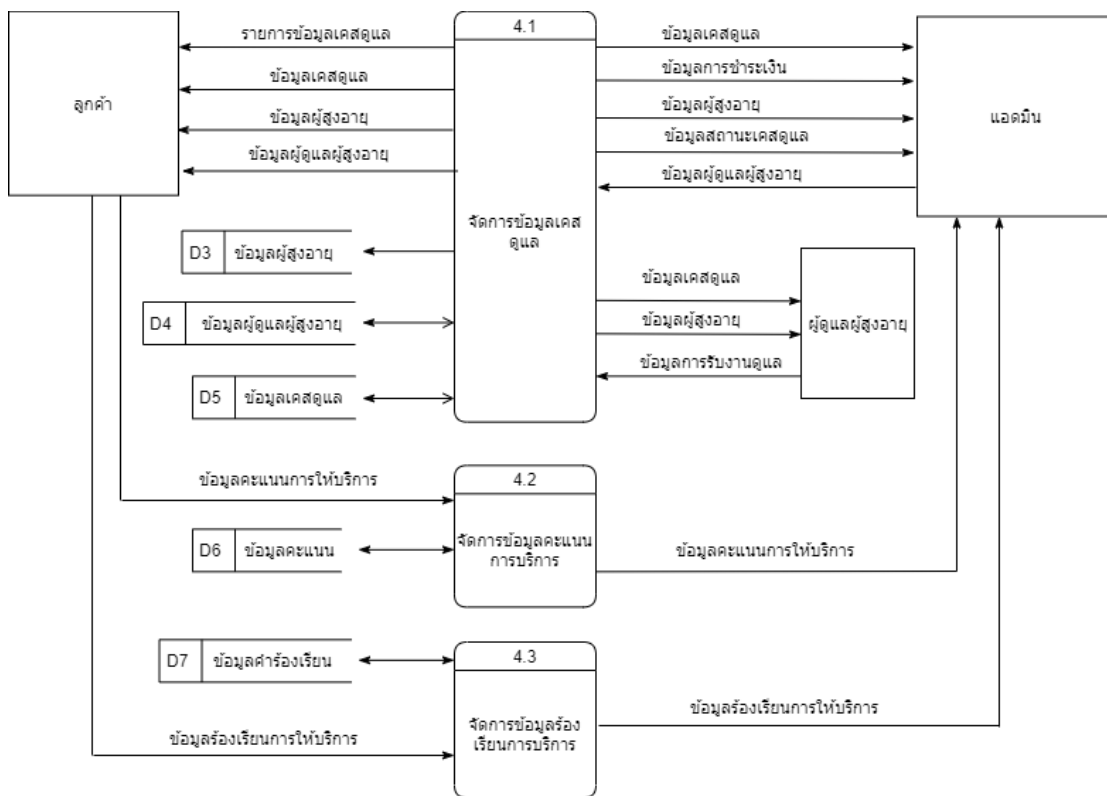 รายการข้อมูลเคสดูแล
4.1
ข้อมูลเคสดูแล
ข้อมูลเคสดูแล
ข้อมูลการชำระเงิน
ลูกค้า
ข้อมูลผู้สูงอายุ
ข้อมูลผู้สูงอายุ
แอดมิน
ข้อมูลผู้ดูแลผู้สูงอายุ
ข้อมูลสถานะเคสดูแล
ข้อมูลผู้ดูแลผู้สูงอายุ
จัดการข้อมูลเคส
ดูแล
D3
ข้อมูลผู้สูงอายุ
ข้อมูลเคสดูแล
D4
ข้อมูลผู้ดูแลผู้สูงอายุ
ข้อมูลผู้สูงอายุ
ผู้ดูแลผู้สูงอายุ
ข้อมูลการรับงานดูแล
D5
ข้อมูลเคสดูแล
ข้อมูลคะแนนการให้บริการ
4.2
D6
ข้อมูลคะแนน
จัดการข้อมูลคะแนน
การบริการ
ข้อมูลคะแนนการให้บริการ
D7
ข้อมูลคำร้องเรียน
4.3
ข้อมูลร้องเรียนการให้บริการ
จัดการข้อมูลร้อง
เรียนการบริการ
ข้อมูลร้องเรียนการให้บริการ